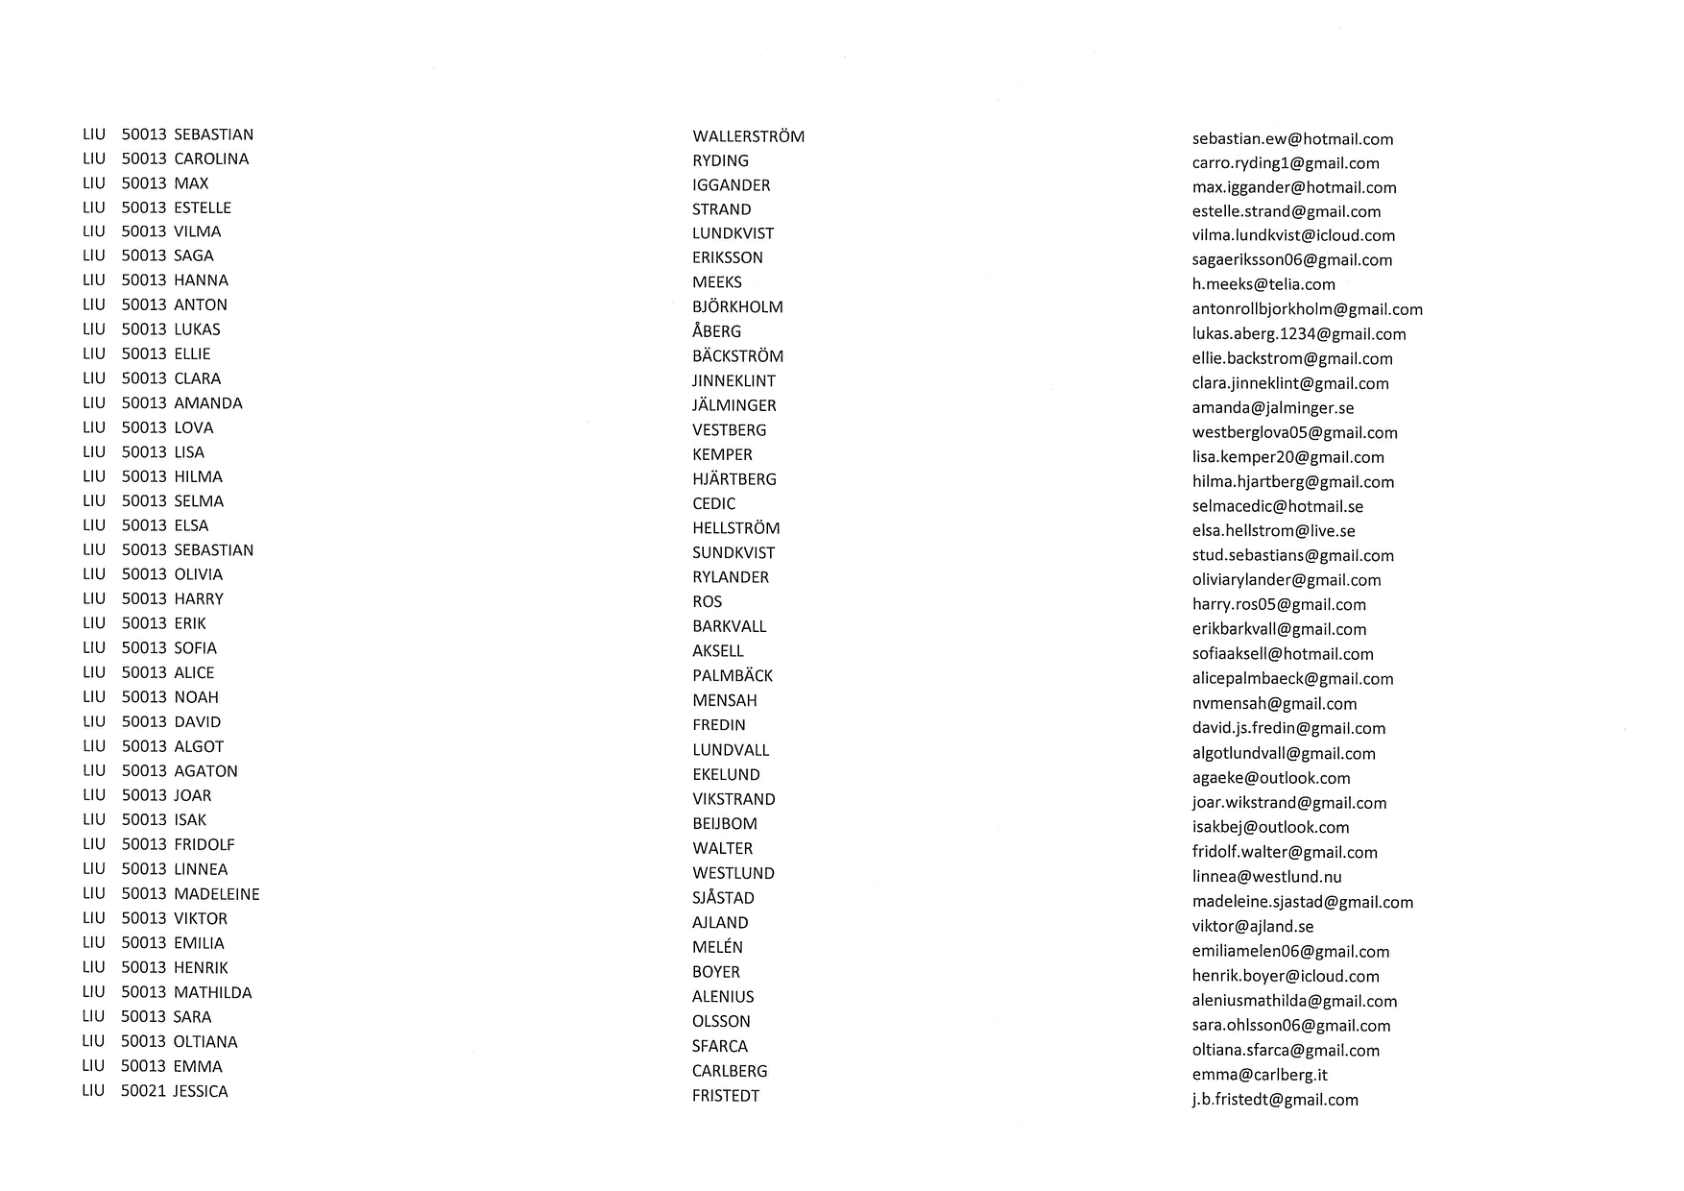 LIU 50013 SEBASTIAN WALLERSTRÖM sebastian.ew@hotmail.com
LIU 50013 CAROLINA RYDING carro.ryding1@gmail.com
LIU 50013 MAX IGGANDER max.iggander@hotmail.com
LIU 50013 ESTELLE STRAND estelle.strand@gmail.com
LIU 50013 VILMA LUNDKVIST vilma.lundkvist@icloud.com
LIU 50013 SAGA ERIKSSON sagaeriksson06@gmail.com
LIU 50013 HANNA MEEKS h.meeks@telia.com
LIU 50013 ANTON BJÖRKHOLM antonrollbjorkholm@gmail.com
LIU 50013 LUKAS ÅBERG lukas.aberg.1234@gmail.com
LIU 50013 ELLIE BÄCKSTRÖM ellie.backstrom@gmail.com
LIU 50013 CLARA JINNEKLINT clara.jinneklint@gmail.com
LIU 50013 AMANDA JÄLMINGER amanda@jalminger.se
LIU 50013 LOVA VESTBERG westberglova05@gmail.com
LIU 50013 LISA KEMPER lisa.kemper20@gmail.com
LIU 50013 HILMA HJÄRTBERG hilma.hjartberg@gmail.com
LIU 50013 SELMA CEDIC selmacedic@hotmail.se
LIU 50013 ELSA HELLSTRÖM elsa.hellstrom@live.se
LIU 50013 SEBASTIAN SUNDKVIST stud.sebastians@gmail.com
LIU 50013 OLIVIA RYLANDER oliviarylander@gmail.com
LIU 50013 HARRY ROS harry.ros05@gmail.com
LIU 50013 ERIK BARKVALL erikbarkvall@gmail.com
LIU 50013 SOFIA AKSELL sofiaaksell@hotmail.com
LIU 50013 ALICE PALMBÄCK alicepalmbaeck@gmail.com
LIU 50013 NOAH MENSAH nvmensah@gmail.com
LIU 50013 DAVID FREDIN david.js.fredin@gmail.com
LIU 50013 ALGOT LUNDVALL algotlundvall@gmail.com
LIU 50013 AGATON EKELUND agaeke@outlook.com
LIU 50013 JOAR VIKSTRAND joar.wikstrand@gmail.com
LIU 50013 ISAK BEIJBOM isakbej@outlook.com
LIU 50013 FRIDOLF WALTER fridolf.walter@gmail.com
LIU 50013 LINNEA WESTLUND linnea@westlund.nu
LIU 50013 MADELEINE SJÅSTAD madeleine.sjastad@gmail.com
LIU 50013 VIKTOR AJLAND viktor@ajland.se
LIU 50013 EMILIA MELÉN emiliamelen06@gmail.com
LIU 50013 HENRIK BOYER henrik.boyer@icloud.com
LIU 50013 MATHILDA ALENIUS aleniusmathilda@gmail.com
LIU 50013 SARA OLSSON sara.ohlsson06@gmail.com
LIU 50013 OLTIANA SFARCA oltiana.sfarca@gmail.com
LIU 50013 EMMA CARLBERG emma@carlberg.it
LIU 50021 JESSICA FRISTEDT j.b.fristedt@gmail.com